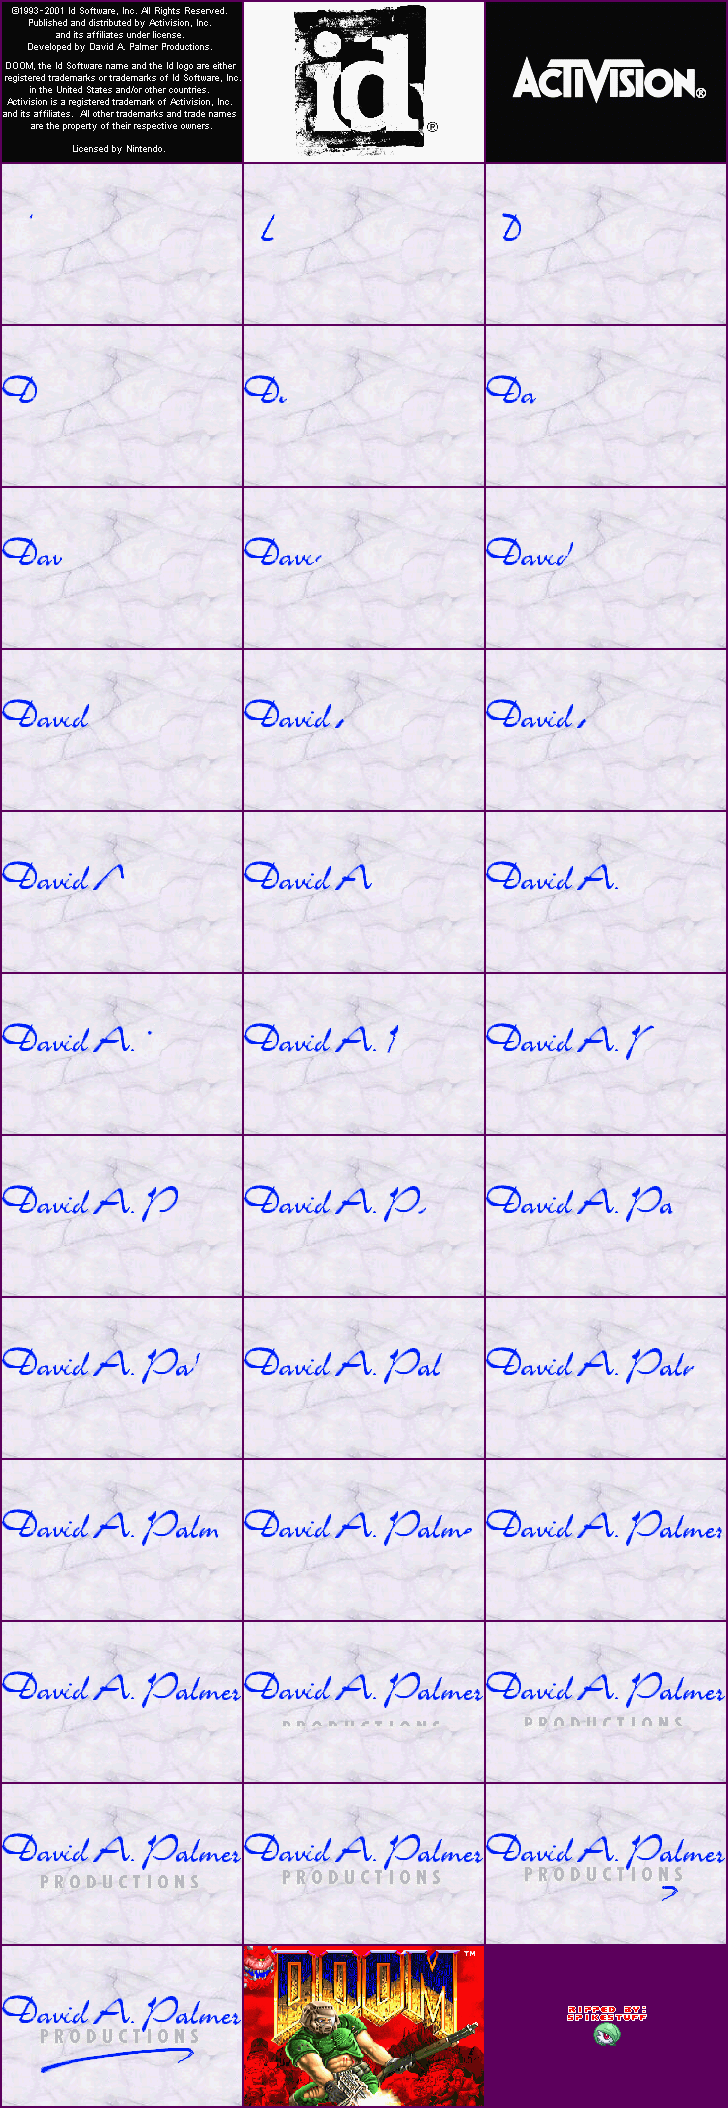 ©1993-2001 Id Software, Inc. All Rights Reserved.
Published and distributed by Activision, Inc.
and its affiliates under license.
Developed by David A. Palmer Productions.
DOOM, the Id Software name and the Id logo are either
registered trademarks or trademarks of Id Software, Inc.
in the United States and/or other countries.
Activision is a registered trademark of Activision, Inc.
and its affiliates. All other trademarks and trade names
are the property of their respective owners.
Licensed by Nintendo.
id®
ACTIVISION®
D
D
D
Da
Dav
Davi
David
David
David
David
David
David A
David A.
David A.
David A.
David A.
David A. P
David A. P
David A. Pa
David A. Pa
David A. Pal
David A. Pal
David A. Palm
David A. Palm
David A. Palmer
David A. Palmer
David A. Palmer
PRODUCTIONS
David A. Palmer
PRODUCTIONS
David A. Palmer
PRODUCTIONS
David A. Palmer
PRODUCTIONS
David A. Palmer
PRODUCTIONS
David A. Palmer
PRODUCTIONS
DOOM™
RIPPED BY:
SPIKESTUFF